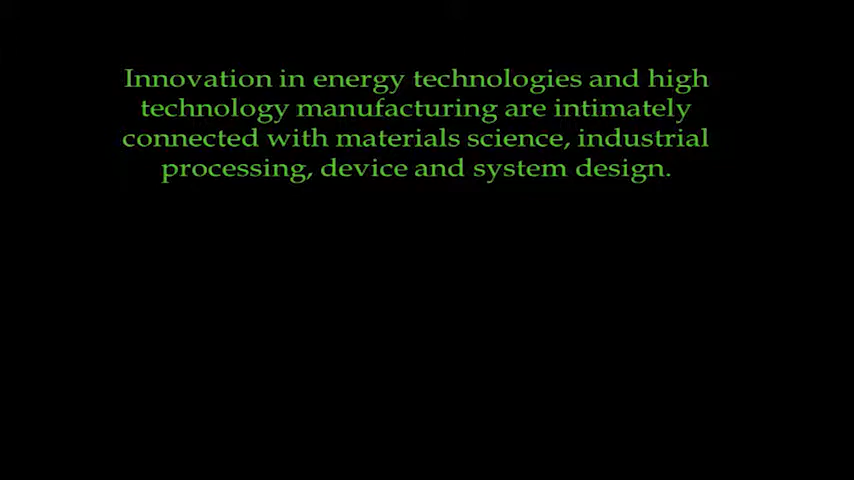 Innovation in energy technologies and high
technology manufacturing are intimately
connected with materials science, industrial
processing, device and system design.